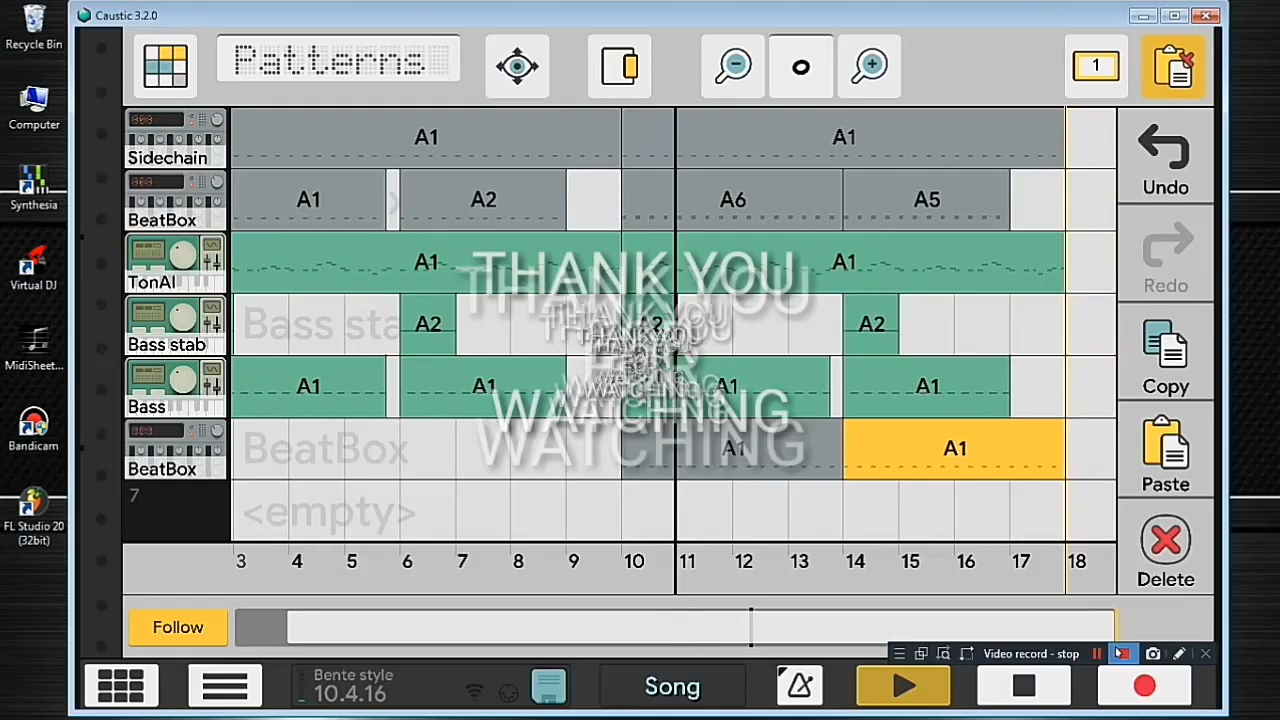 Caustic 3.2.0
Recycle Bin
Computer
Synthesia
Virtual DJ
MidiSheet...
Bandicam
FL Studio 20
(32bit)
Patterns
1
Sidechain
A1
A1
BeatBox
A1
A2
A6
A5
TonAl
A1
A1
Bass stab
Bass sta
A2
A2
Bass
A1
A1
A1
A1
BeatBox
BeatBox
A1
A1
7
<empty>
THANK YOU
FOR
WAATCHING
3 4 5 6 7 8 9 10 11 12 13 14 15 16 17 18
Undo
Redo
Copy
Paste
Delete
Follow
Video record - stop
Bente style
10.4.16
Song